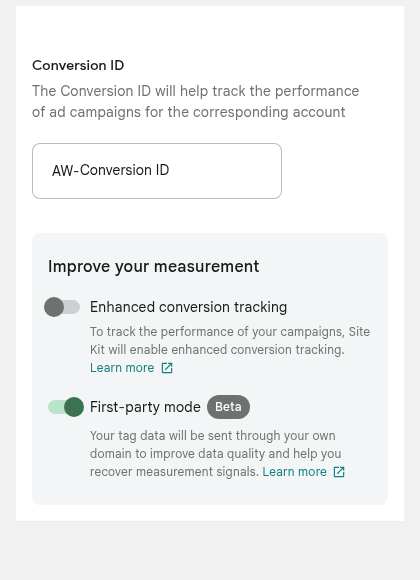 Conversion ID
The Conversion ID will help track the performance
of ad campaigns for the corresponding account
AW-Conversion ID
Improve your measurement
Enhanced conversion tracking
To track the performance of your campaigns, Site
Kit will enable enhanced conversion tracking.
Learn more
First-party mode Beta
Your tag data will be sent through your own
domain to improve data quality and help you
recover measurement signals. Learn more